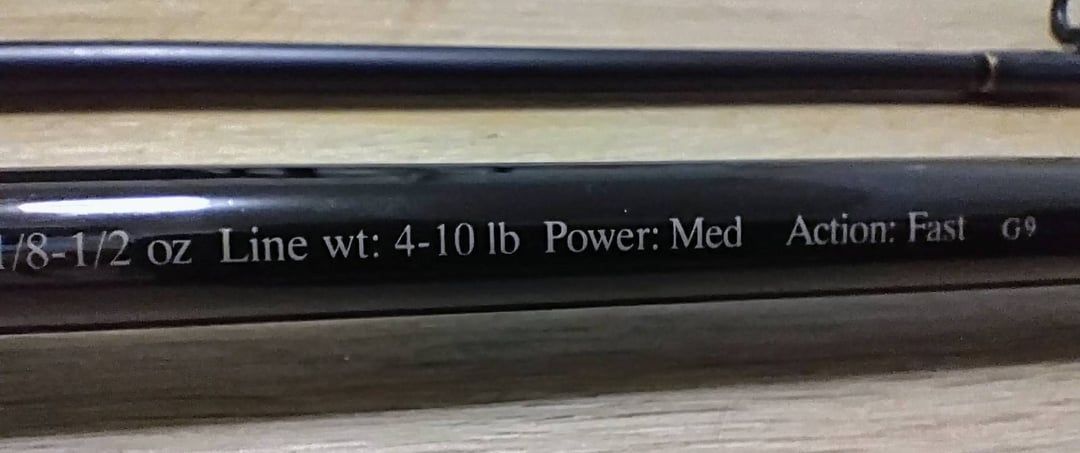 1/8-1/2 oz Line wt: 4-10 lb Power: Med Action: Fast G9